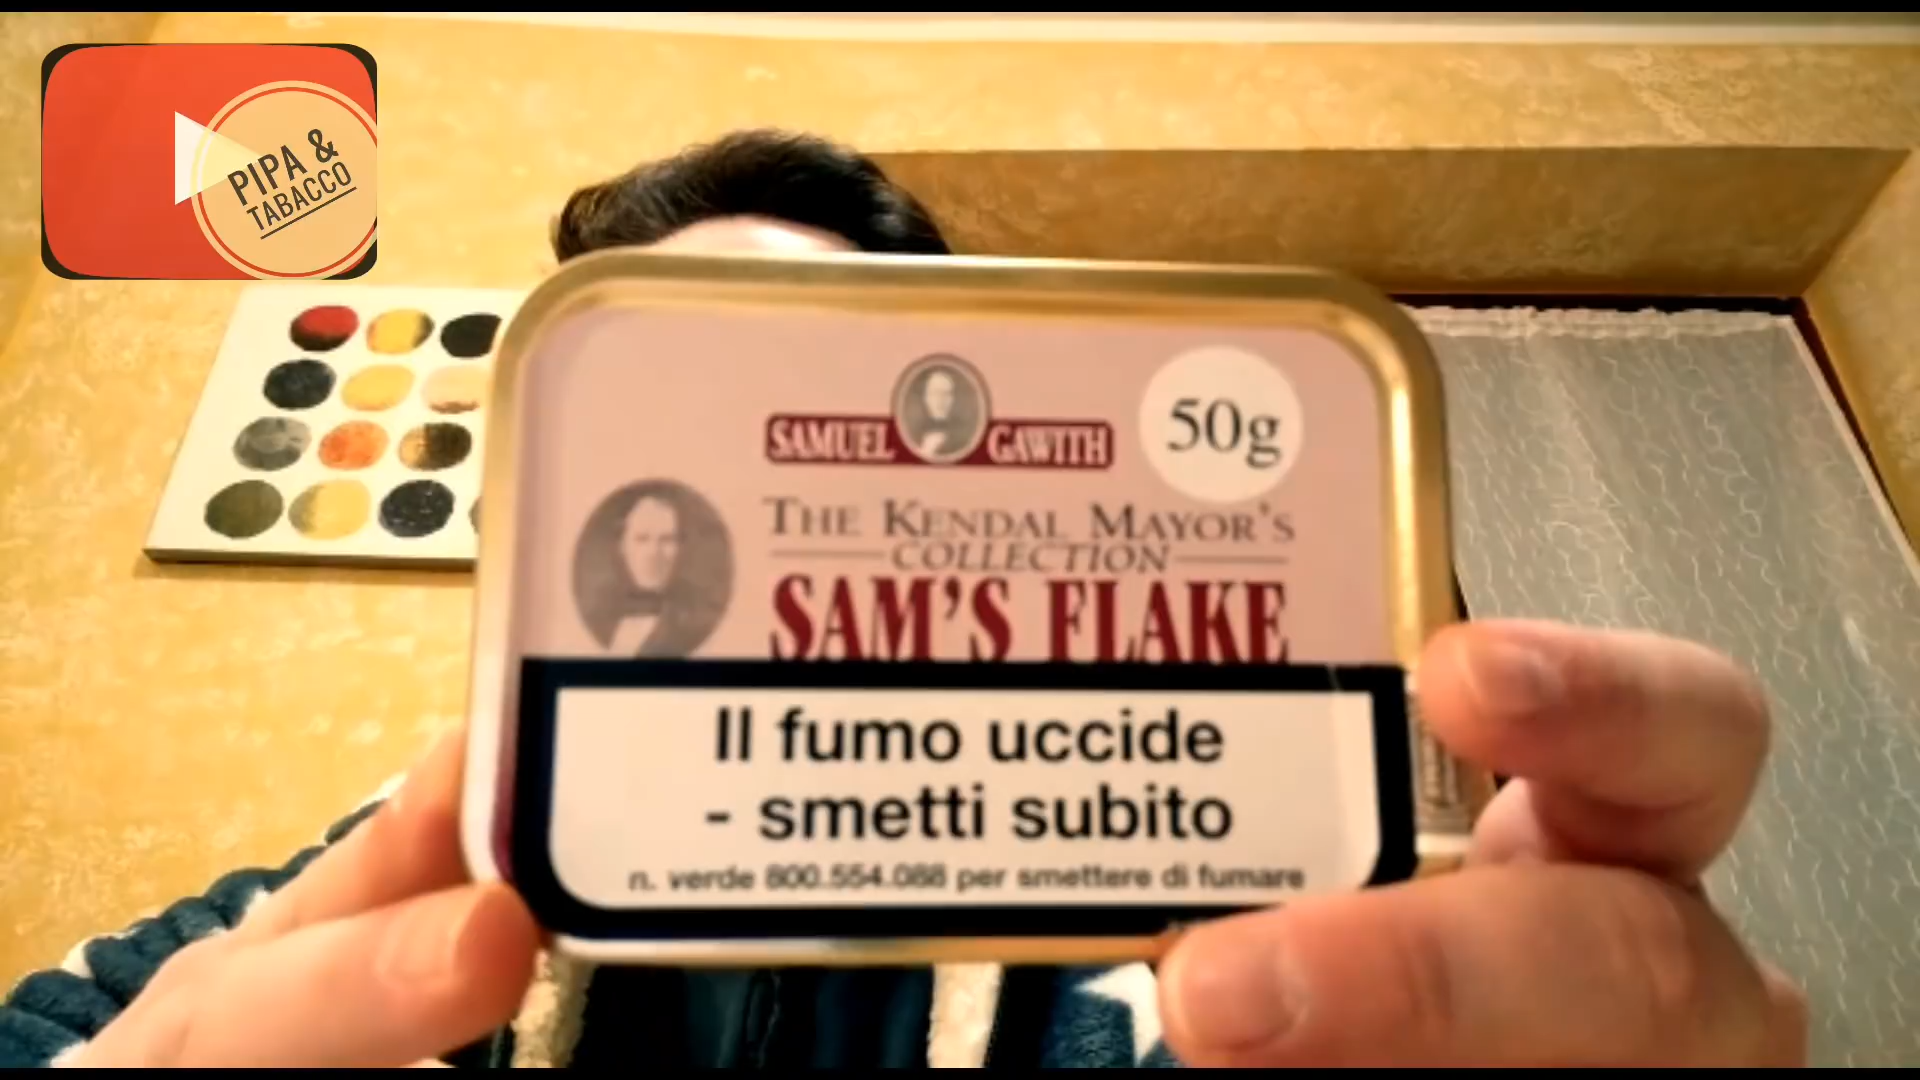 PIPA &
TABACCO
SAMUEL GAWITH
50g
THE KENDAL MAYOR'S
COLLECTION
SAM'S FLAKE
Il fumo uccide
- smetti subito
n. verde 800.554.088 per smettere di fumare